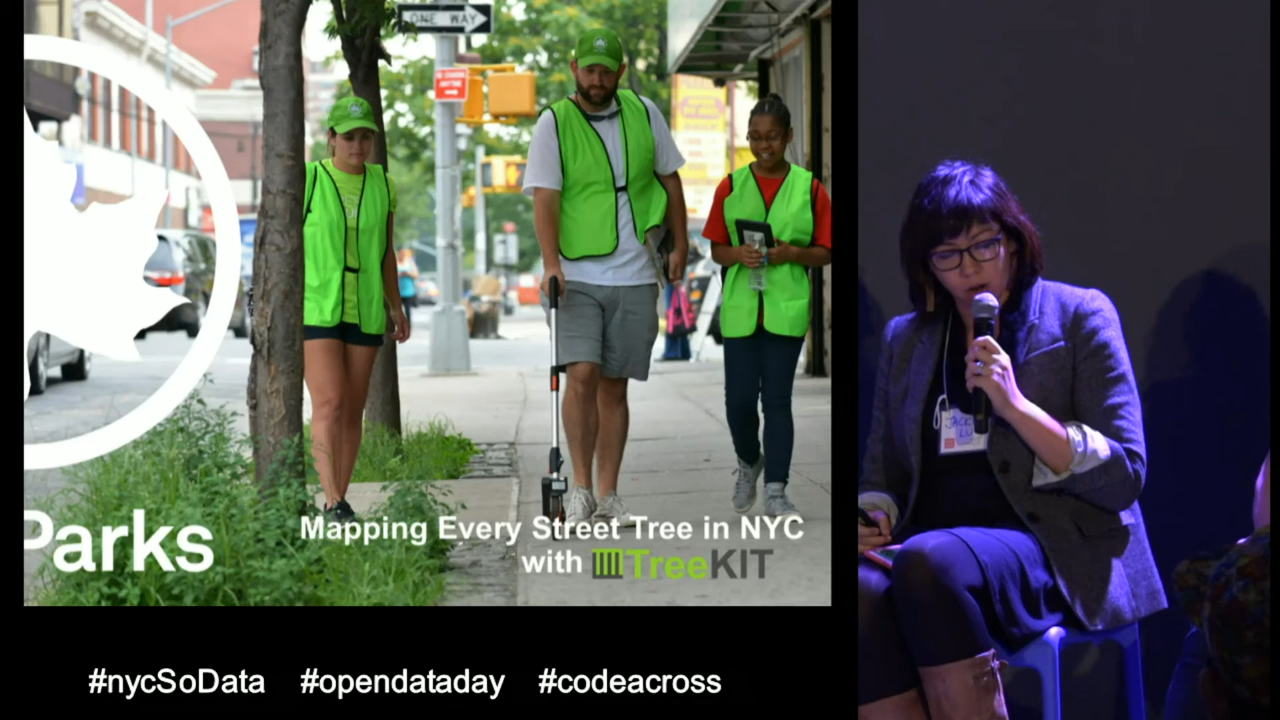 ONE WAY
Parks
Mapping Every Street Tree in NYC
with TreeKIT
#nycSoData #opendataday #codeacross